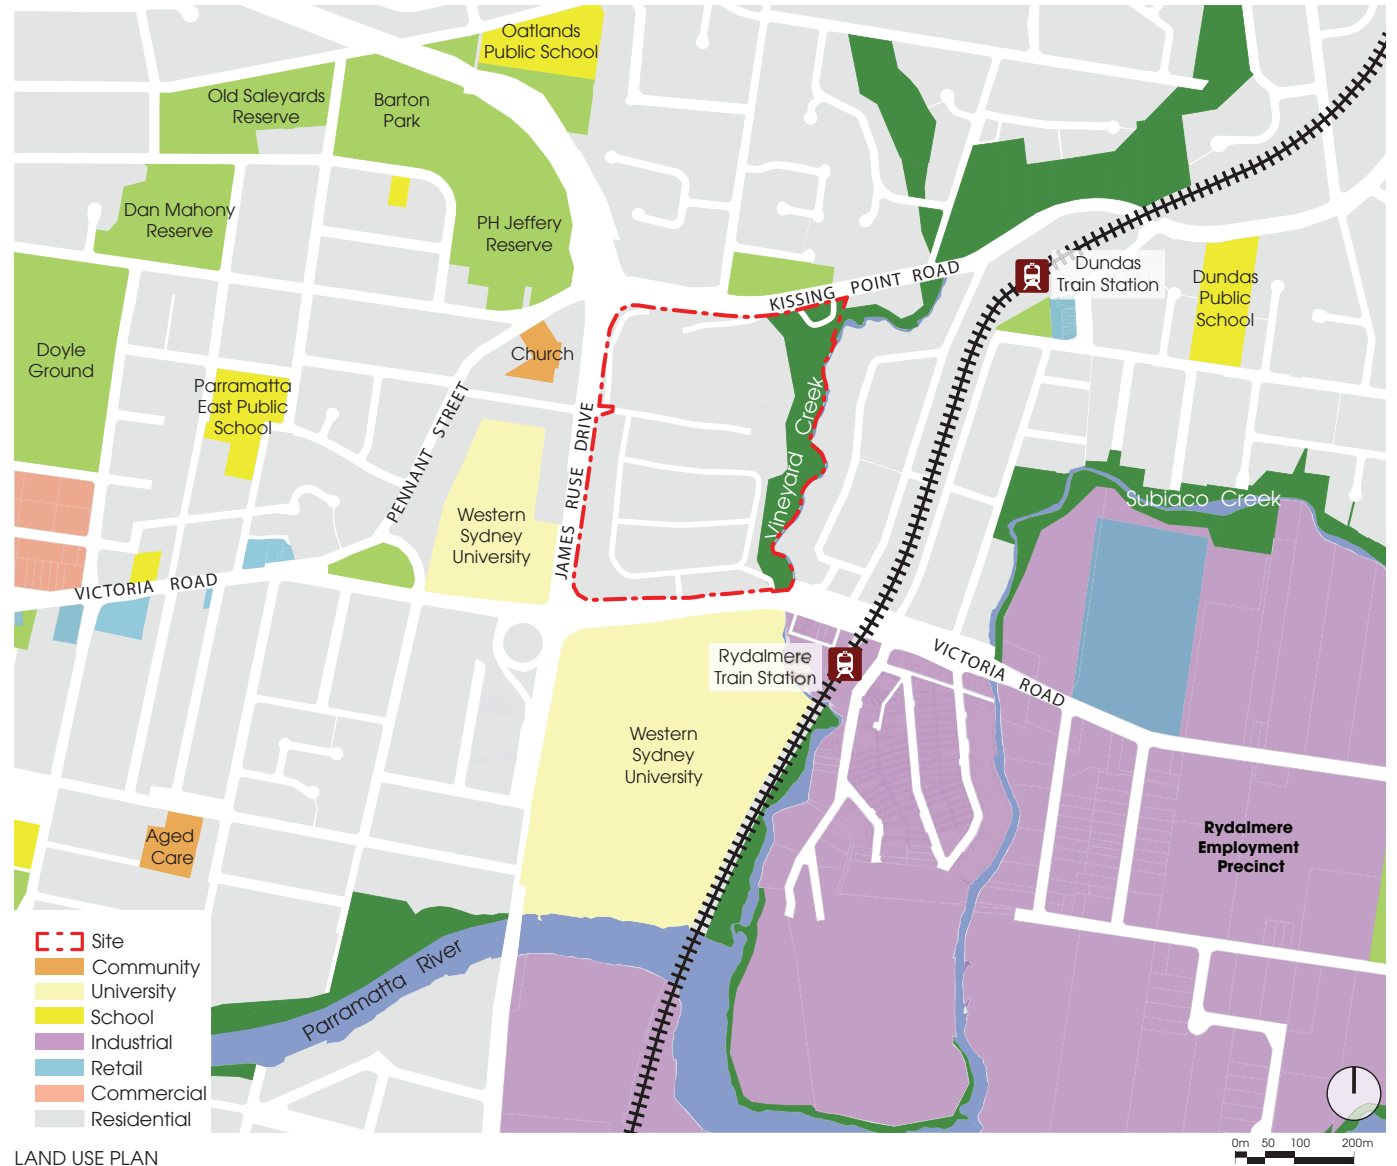 Oatlands
Public School
Old Saleyards
Reserve
Barton
Park
Dan Mahony
Reserve
PH Jeffery
Reserve
KISSING POINT ROAD
Dundas
Train Station
Dundas
Public
School
Doyle
Ground
Church
Parramatta
East Public
School
PENNANT STREET
JAMES RUSE DRIVE
Vineyard Creek
Subiaco Creek
Western
Sydney
University
VICTORIA ROAD
Rydalmere
Train Station
VICTORIA ROAD
Western
Sydney
University
Aged
Care
Rydalmere
Employment
Precinct
Parramatta River
Site
Community
University
School
Industrial
Retail
Commercial
Residential
LAND USE PLAN
0m 50 100 200m